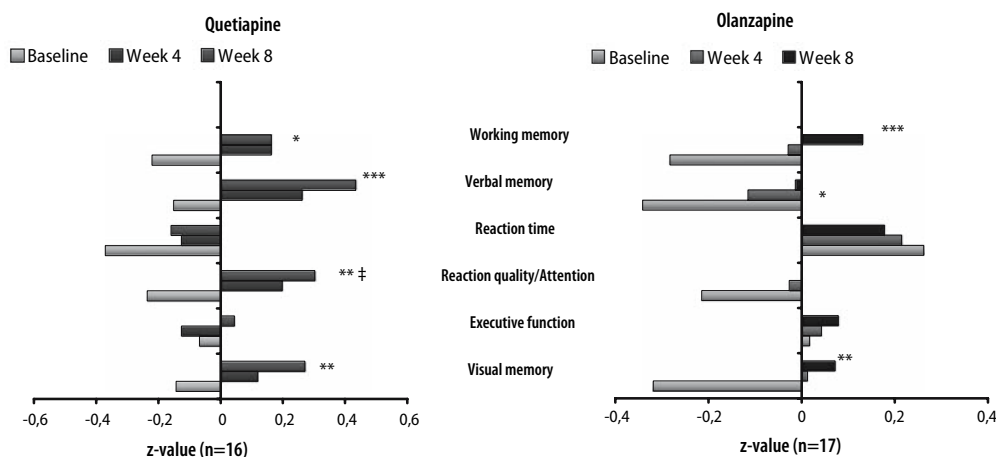 Quetiapine
Baseline Week 4 Week 8
* 
***
** ‡
**
-0,6 -0,4 -0,2 0 0,2 0,4 0,6
z-value (n=16)
Working memory
Verbal memory
Reaction time
Reaction quality/Attention
Executive function
Visual memory
Olanzapine
Baseline Week 4 Week 8
***
*
**
-0,4 -0,2 0 0,2 0,4
z-value (n=17)